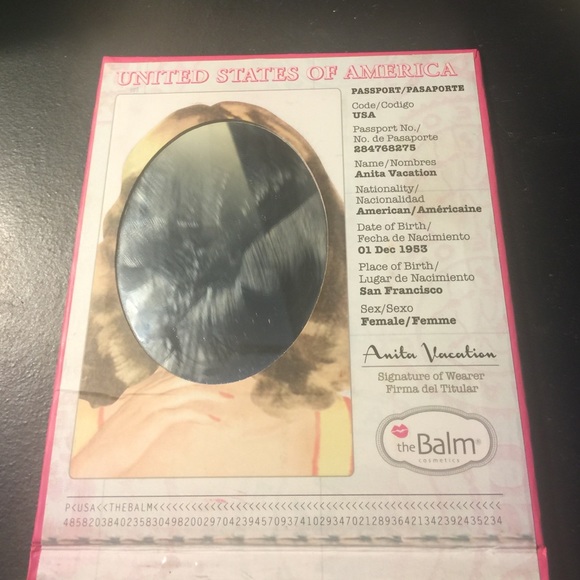 UNITED STATES OF AMERICA
PASSPORT/PASAPORTE
Code/Codigo
USA
Passport No./
No. de Pasaporte
284768275
Name/Nombres
Anita Vacation
Nationality/
Nacionalidad
American/Américaine
Date of Birth/
Fecha de Nacimiento
01 Dec 1953
Place of Birth/
Lugar de Nacimiento
San Francisco
Sex/Sexo
Female/Femme
Anita Vacation
Signature of Wearer
Firma del Titular
the Balm®
cosmetics
P<USA<<THEBALM<<<<<<<<<<<<<<<<<<<<<<<<<<<<<<<<<<<<<<<<<<<<<
48582038402358304982002970423945709374102934702128936421342392435234